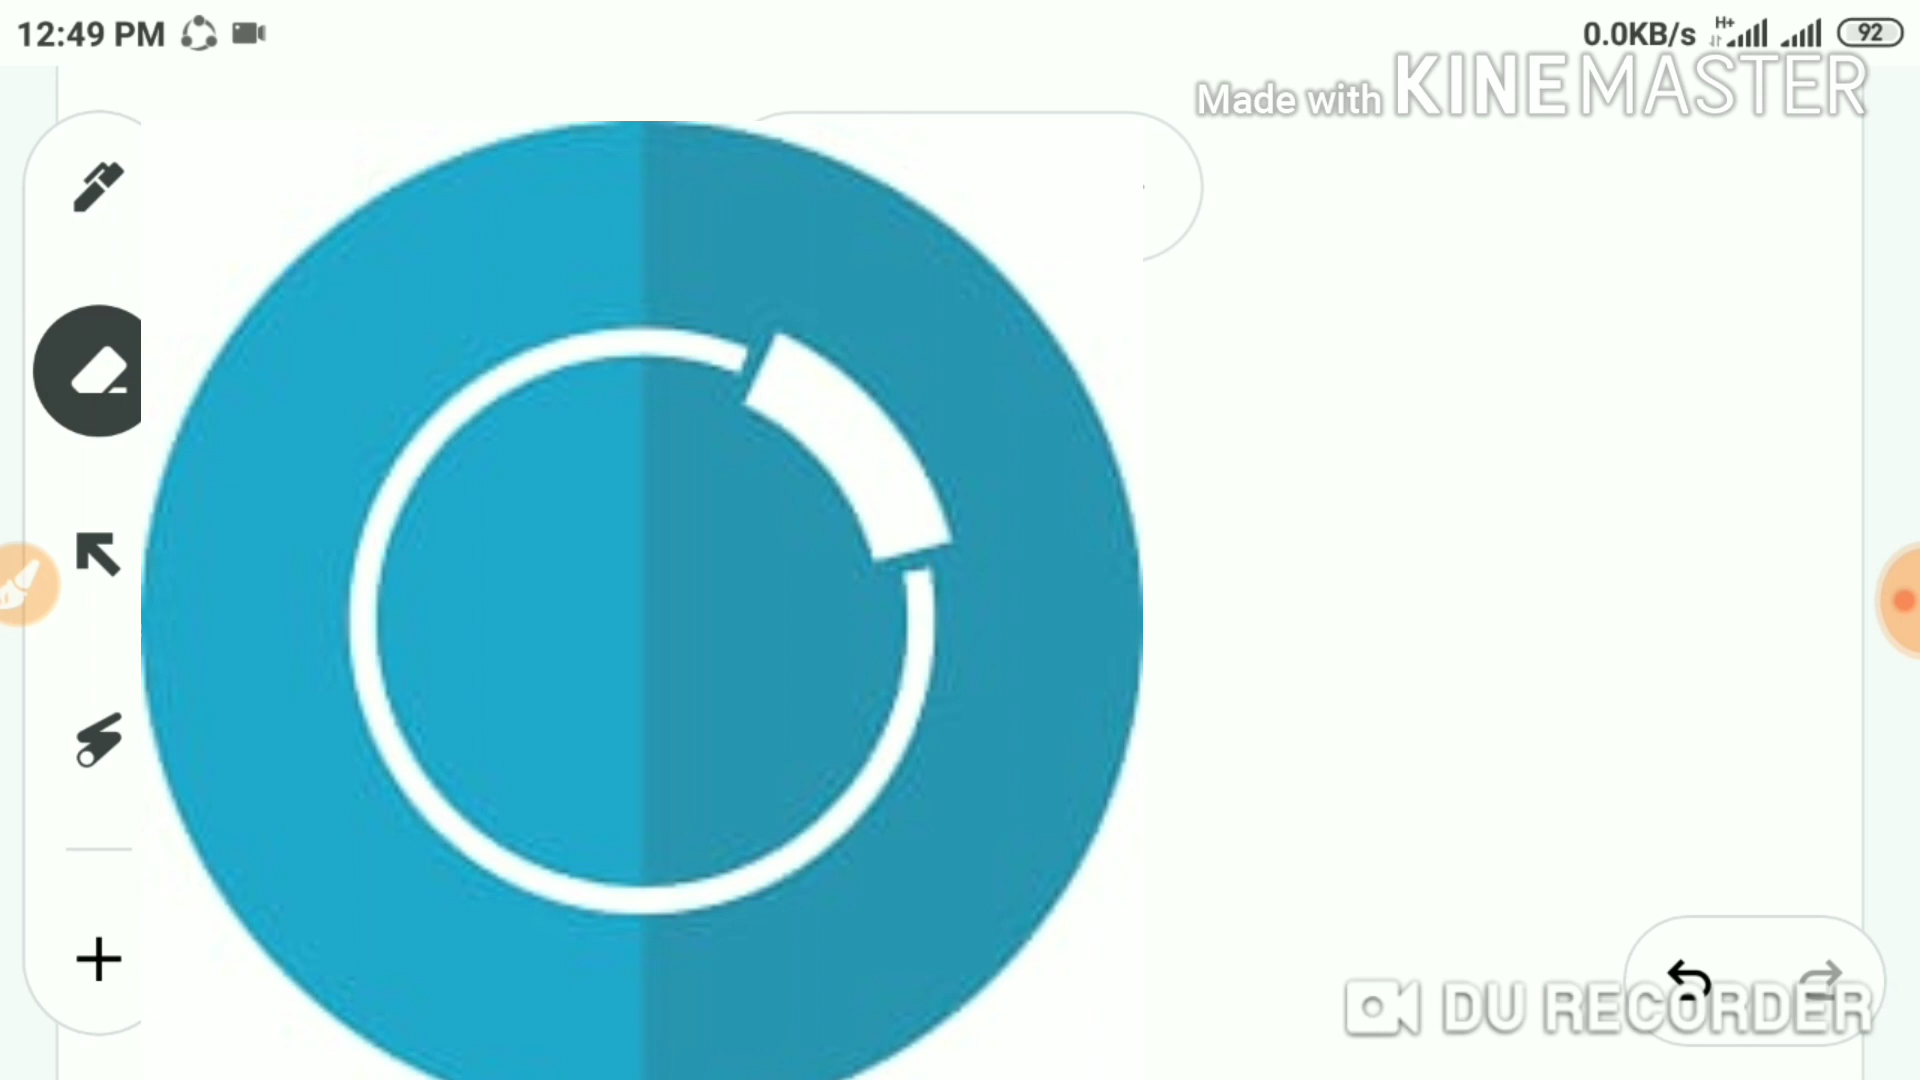 12:49 PM
0.0KB/s H+ 92
Made with KINEMASTER
DU RECORDER